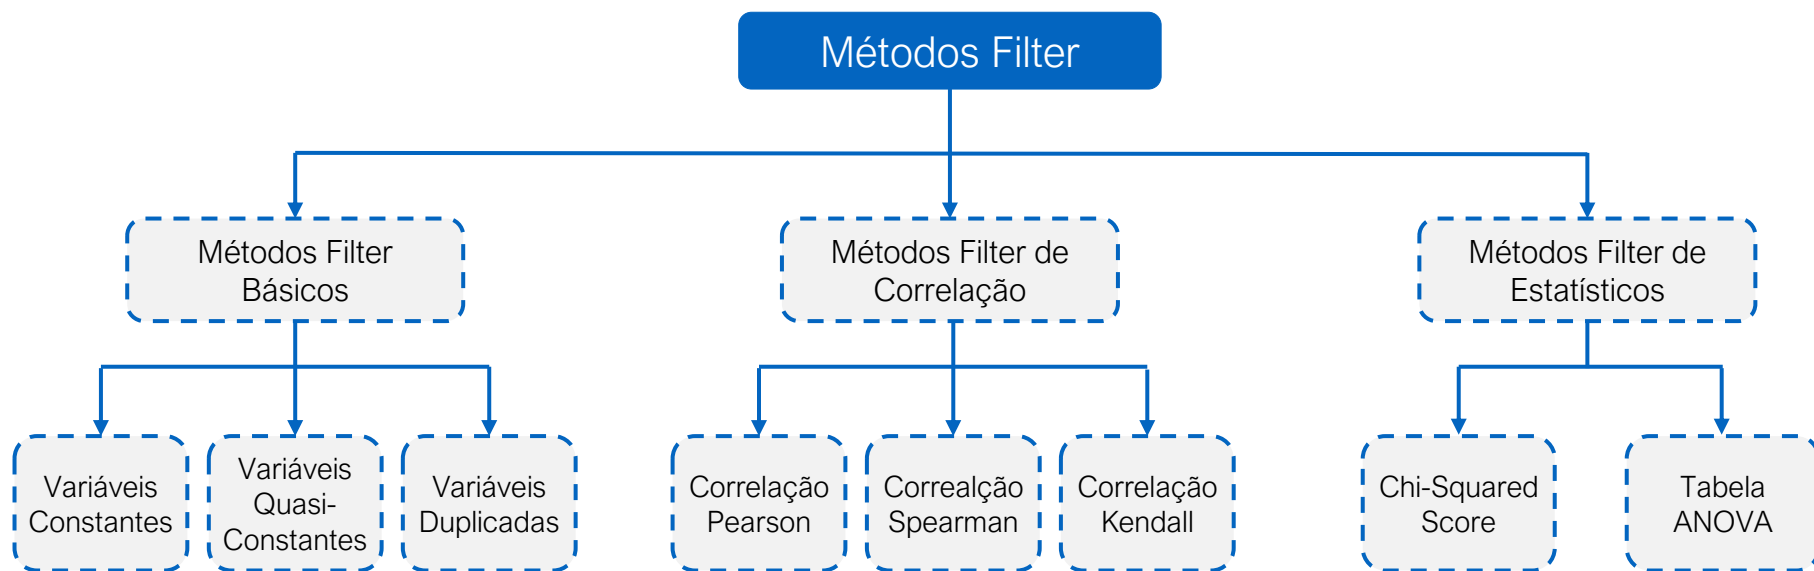 Métodos Filter
Métodos Filter
Básicos
Métodos Filter de
Correlação
Métodos Filter de
Estatísticos
Variáveis
Constantes
Variáveis
Quasi-
Constantes
Variáveis
Duplicadas
Correlação
Pearson
Correalção
Spearman
Correlação
Kendall
Chi-Squared
Score
Tabela
ANOVA